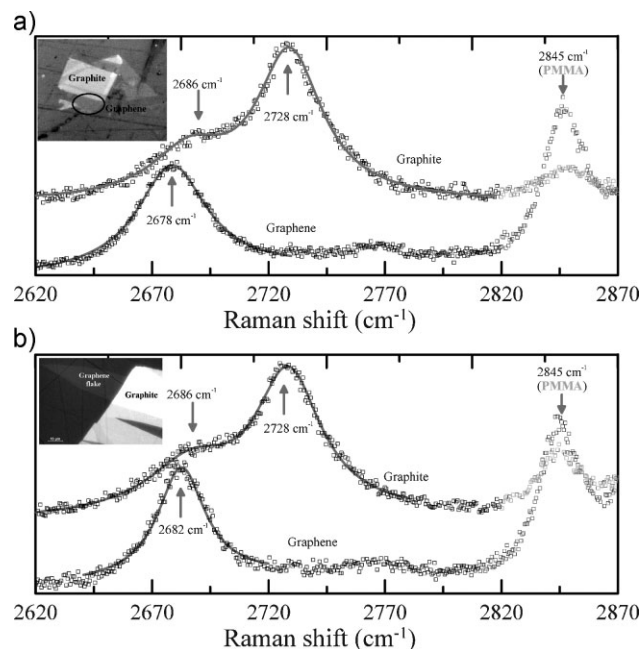 a)
Graphite
Graphene
2686 cm⁻¹
2728 cm⁻¹
2845 cm⁻¹
(PMMA)
Graphite
2678 cm⁻¹
Graphene
2620 2670 2720 2770 2820 2870
Raman shift (cm⁻¹)
b)
Graphene
flake
Graphite
2686 cm⁻¹
2728 cm⁻¹
2845 cm⁻¹
(PMMA)
Graphite
2682 cm⁻¹
Graphene
2620 2670 2720 2770 2820 2870
Raman shift (cm⁻¹)